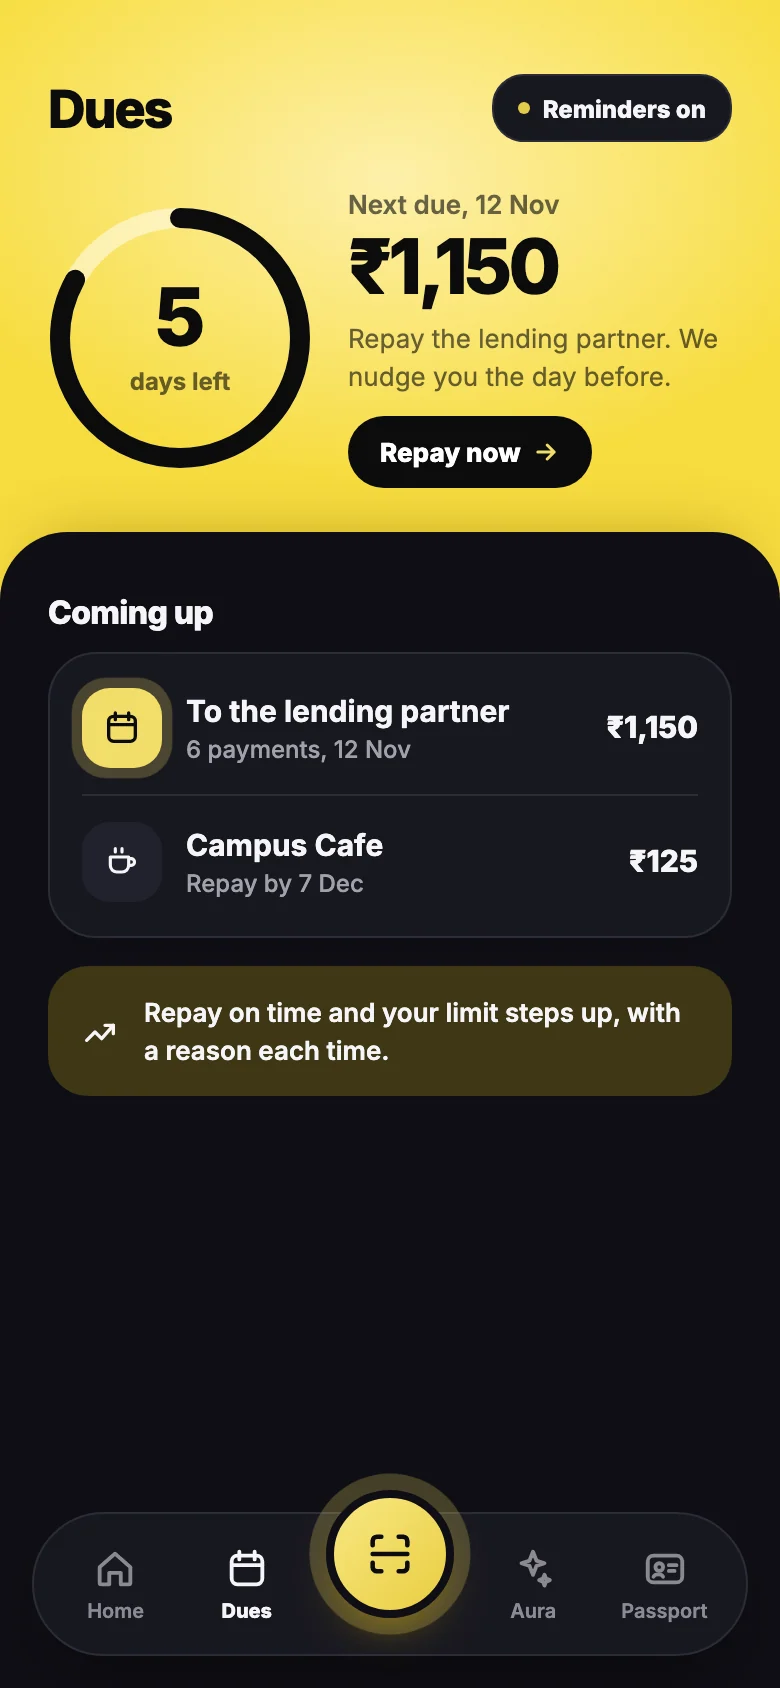 Dues
Reminders on
Next due, 12 Nov
₹1,150
5
days left
Repay the lending partner. We
nudge you the day before.
Repay now →
Coming up
To the lending partner
6 payments, 12 Nov
₹1,150
Campus Cafe
Repay by 7 Dec
₹125
Repay on time and your limit steps up, with
a reason each time.
Home
Dues
Aura
Passport